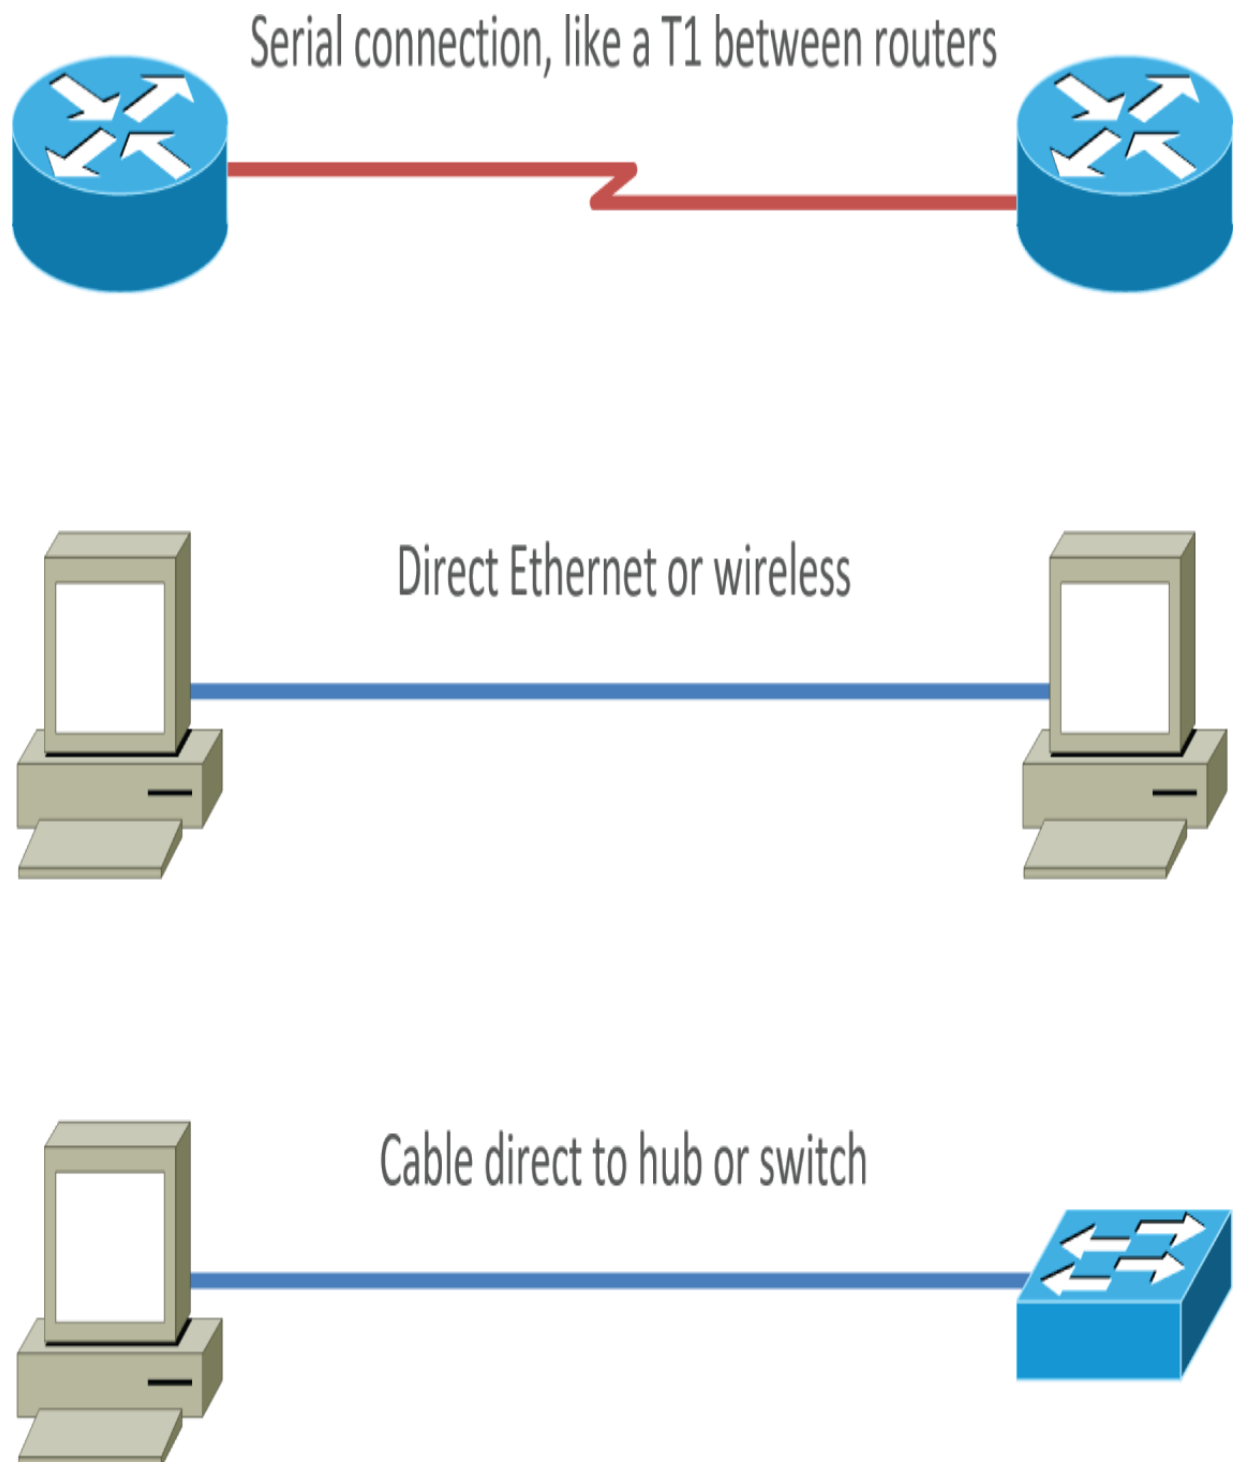 Serial connection, like a T1 between routers
Direct Ethernet or wireless
Cable direct to hub or switch